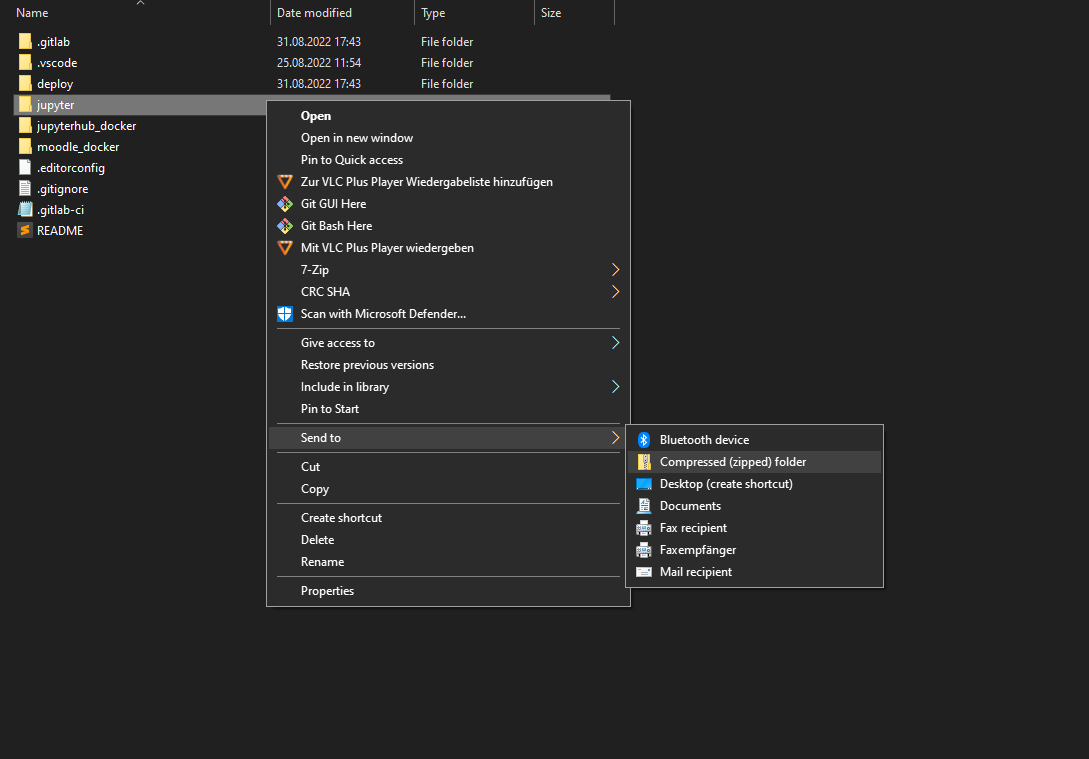 Name Date modified Type Size
.gitlab 31.08.2022 17:43 File folder
.vscode 25.08.2022 11:54 File folder
deploy 31.08.2022 17:43 File folder
jupyter
jupyterhub_docker
moodle_docker
.editorconfig
.gitignore
.gitlab-ci
README
Open
Open in new window
Pin to Quick access
Zur VLC Plus Player Wiedergabeliste hinzufügen
Git GUI Here
Git Bash Here
Mit VLC Plus Player wiedergeben
7-Zip
CRC SHA
Scan with Microsoft Defender...
Give access to
Restore previous versions
Include in library
Pin to Start
Send to
Cut
Copy
Create shortcut
Delete
Rename
Properties
Bluetooth device
Compressed (zipped) folder
Desktop (create shortcut)
Documents
Fax recipient
Faxempfänger
Mail recipient